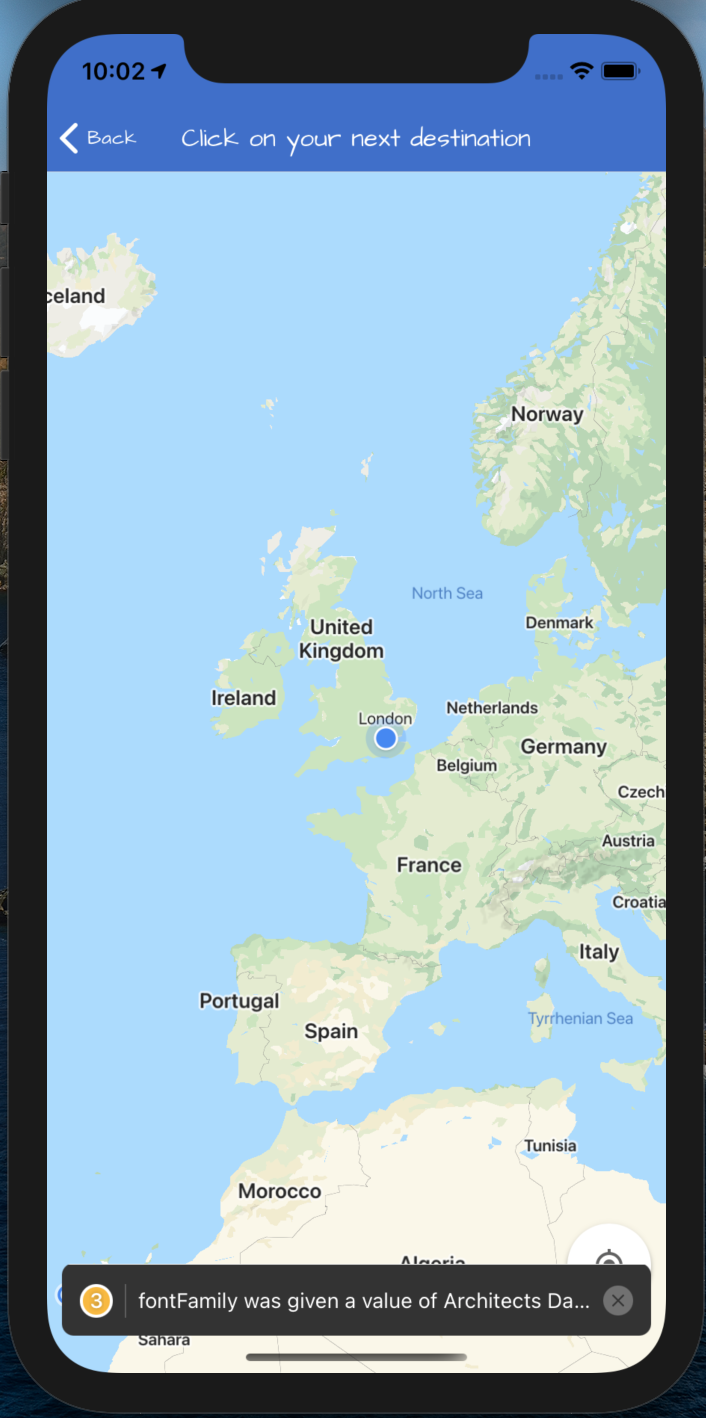 10:02
Back
Click on your next destination
celand
Norway
North Sea
United
Kingdom
Denmark
Ireland
London
Netherlands
Germany
Belgium
Czech
Austria
France
Croatia
Italy
Portugal
Tyrrhenian Sea
Spain
Tunisia
Morocco
Algeria
3 fontFamily was given a value of Architects Da...
Sahara